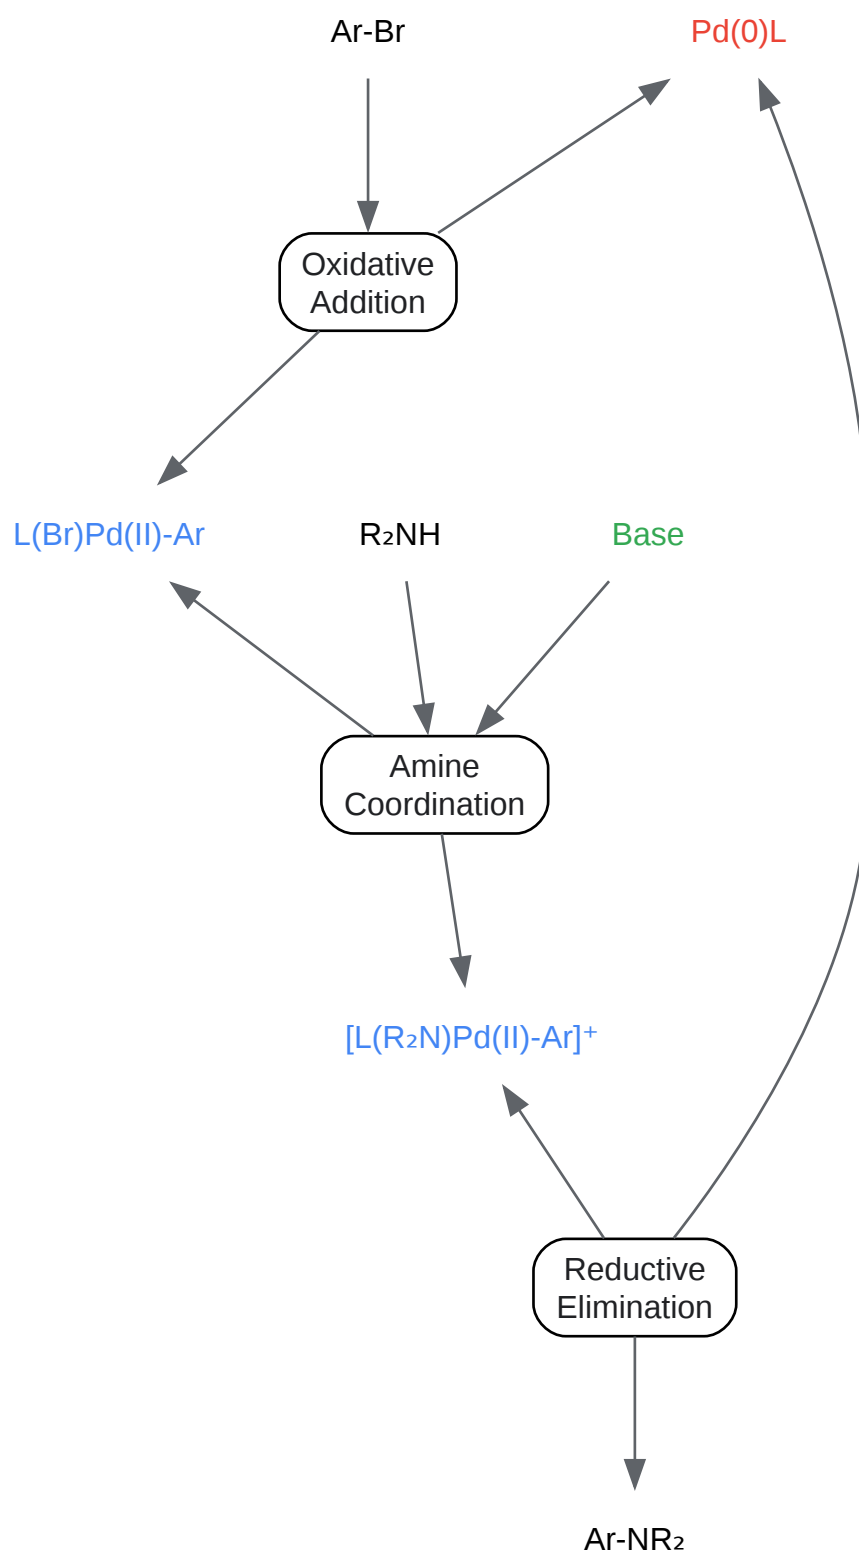 Ar-Br
Pd(0)L
Oxidative
Addition
L(Br)Pd(II)-Ar
R₂NH
Base
Amine
Coordination
[L(R₂N)Pd(II)-Ar]⁺
Reductive
Elimination
Ar-NR₂